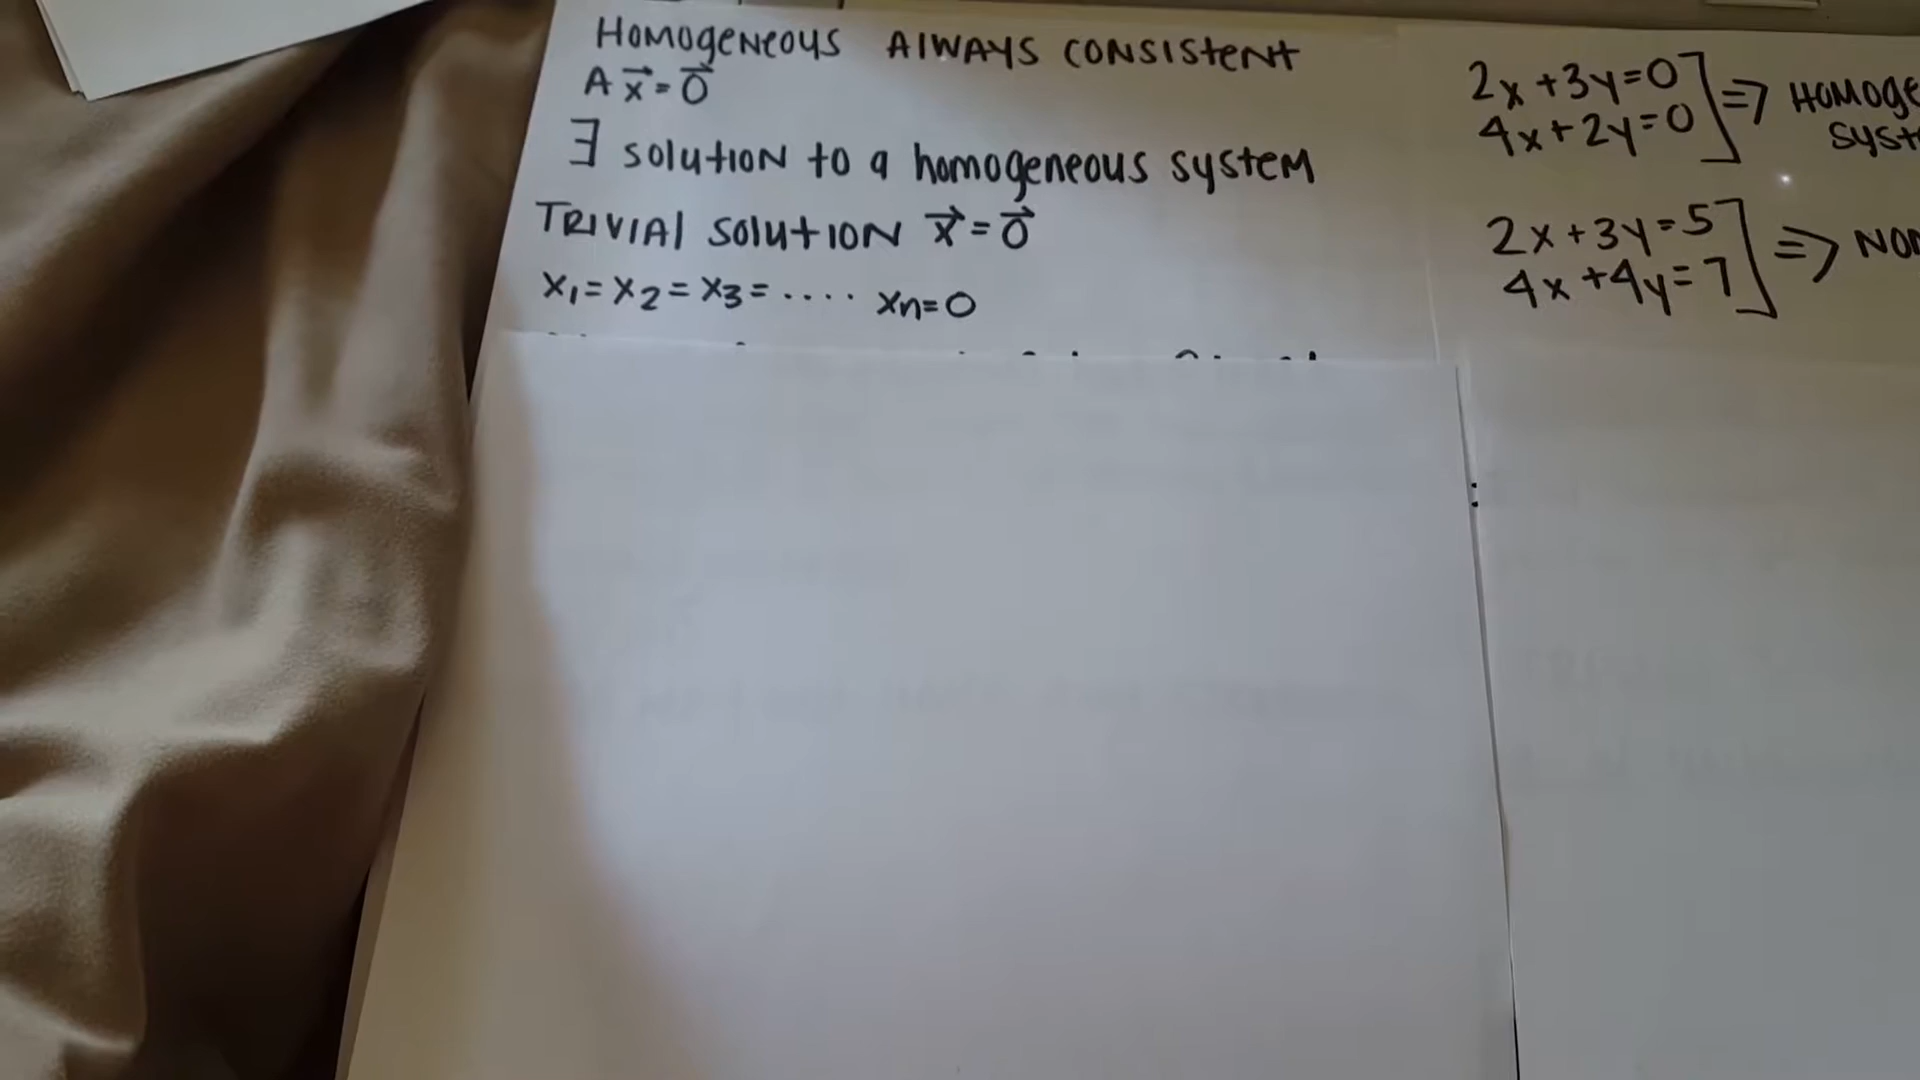 Homogeneous Always consistent
A x⃗ = 0⃗
∃ solution to a homogeneous system
Trivial solution x⃗ = 0⃗
x₁ = x₂ = x₃ = .... xₙ = 0
2x + 3y = 0
4x + 2y = 0 ] ⇒
2x + 3y = 5
4x + 4y = 7 ] ⇒